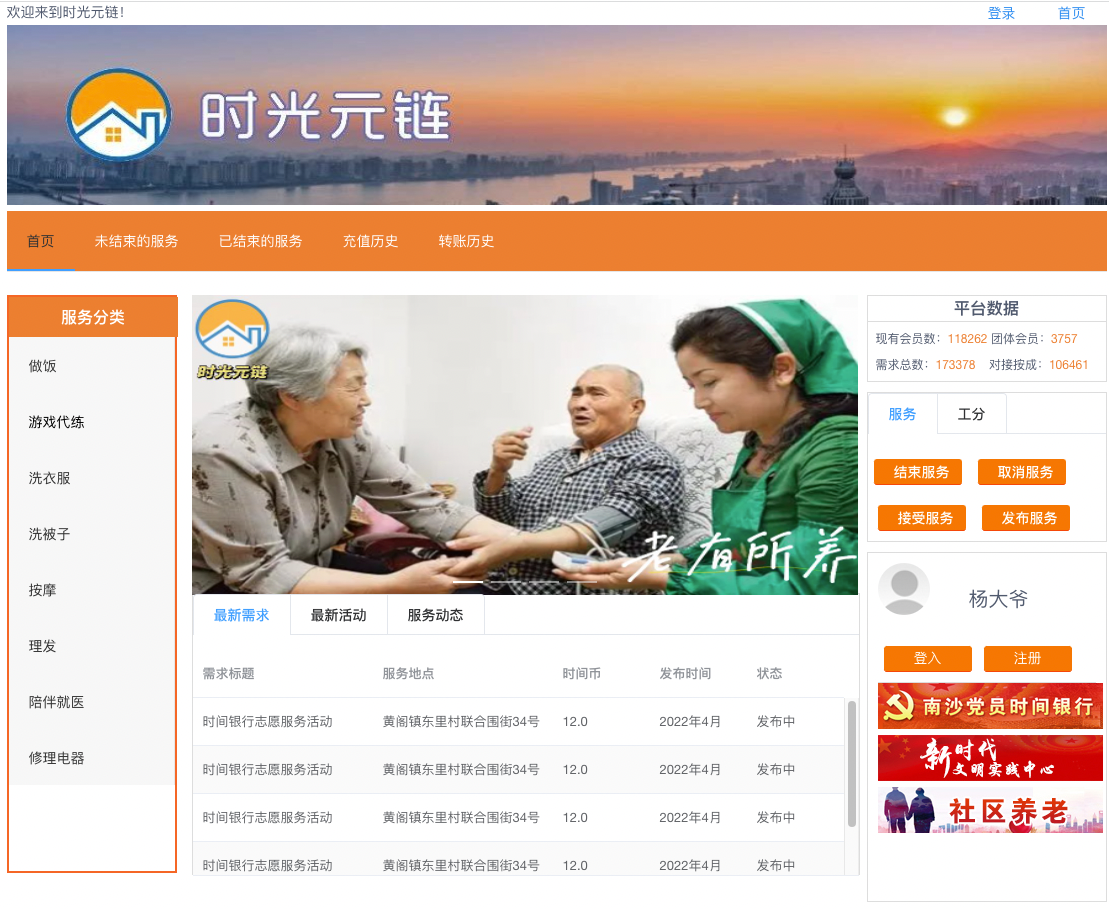 欢迎来到时光元链！
登录 首页
时光元链
首页 未结束的服务 已结束的服务 充值历史 转账历史
服务分类
做饭
游戏代练
洗衣服
洗被子
按摩
理发
陪伴就医
修理电器
时光元链
老有所养
最新需求 最新活动 服务动态
需求标题 服务地点 时间币 发布时间 状态
时间银行志愿服务活动 黄阁镇东里村联合围街34号 12.0 2022年4月 发布中
时间银行志愿服务活动 黄阁镇东里村联合围街34号 12.0 2022年4月 发布中
时间银行志愿服务活动 黄阁镇东里村联合围街34号 12.0 2022年4月 发布中
时间银行志愿服务活动 黄阁镇东里村联合围街34号 12.0 2022年4月 发布中
平台数据
现有会员数：118262 团体会员：3757
需求总数：173378 对接按成：106461
服务 工分
结束服务 取消服务
接受服务 发布服务
杨大爷
登入 注册
南沙党员时间银行
新时代
文明实践中心
社区养老